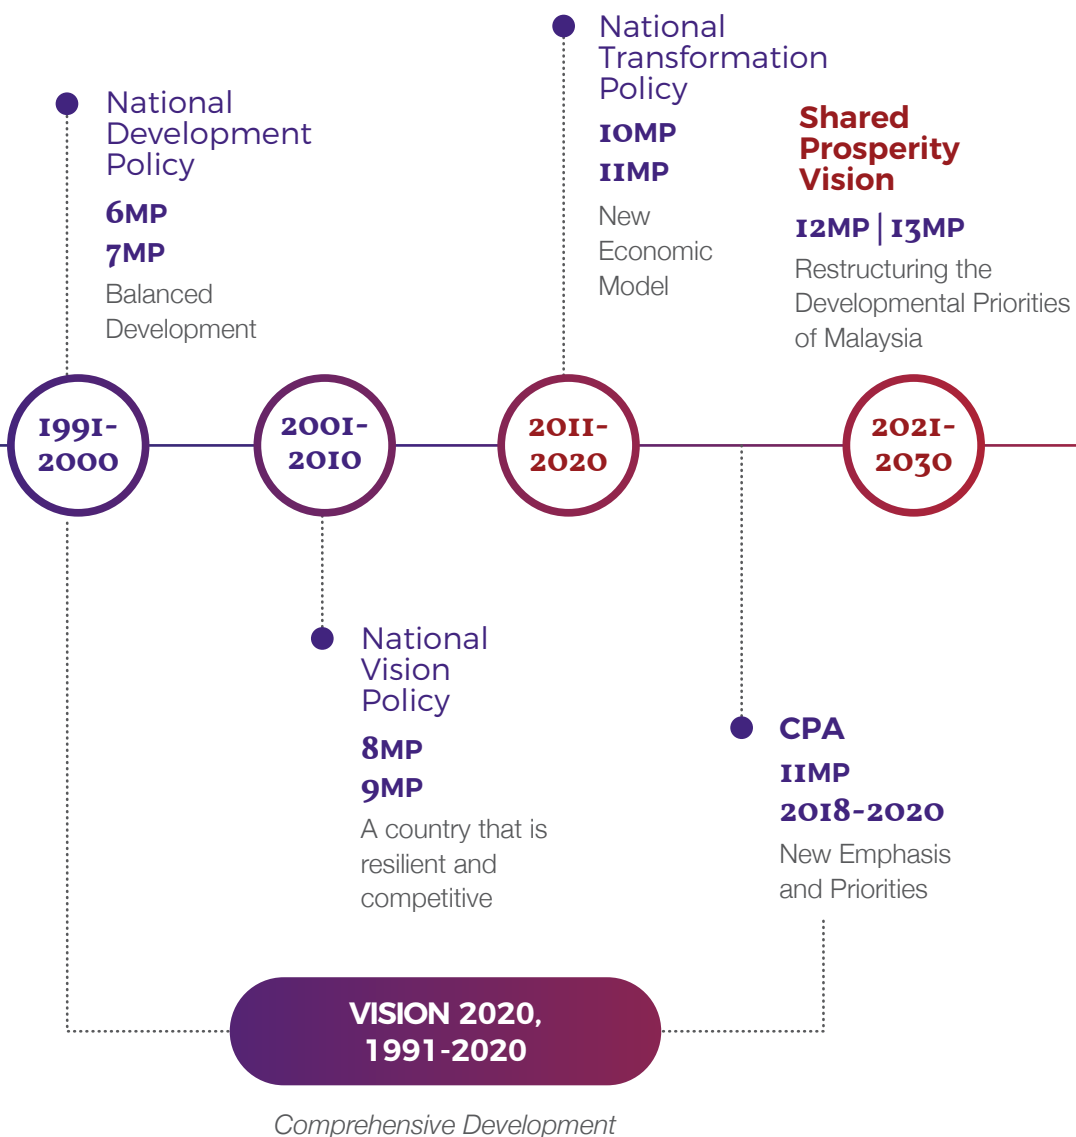 National
Development
Policy
6MP
7MP
Balanced
Development
National
Transformation
Policy
10MP
11MP
New
Economic
Model
Shared
Prosperity
Vision
12MP | 13MP
Restructuring the
Developmental Priorities
of Malaysia
1991-
2000
2001-
2010
2011-
2020
2021-
2030
National
Vision
Policy
8MP
9MP
A country that is
resilient and
competitive
CPA
11MP
2018-2020
New Emphasis
and Priorities
VISION 2020,
1991-2020
Comprehensive Development